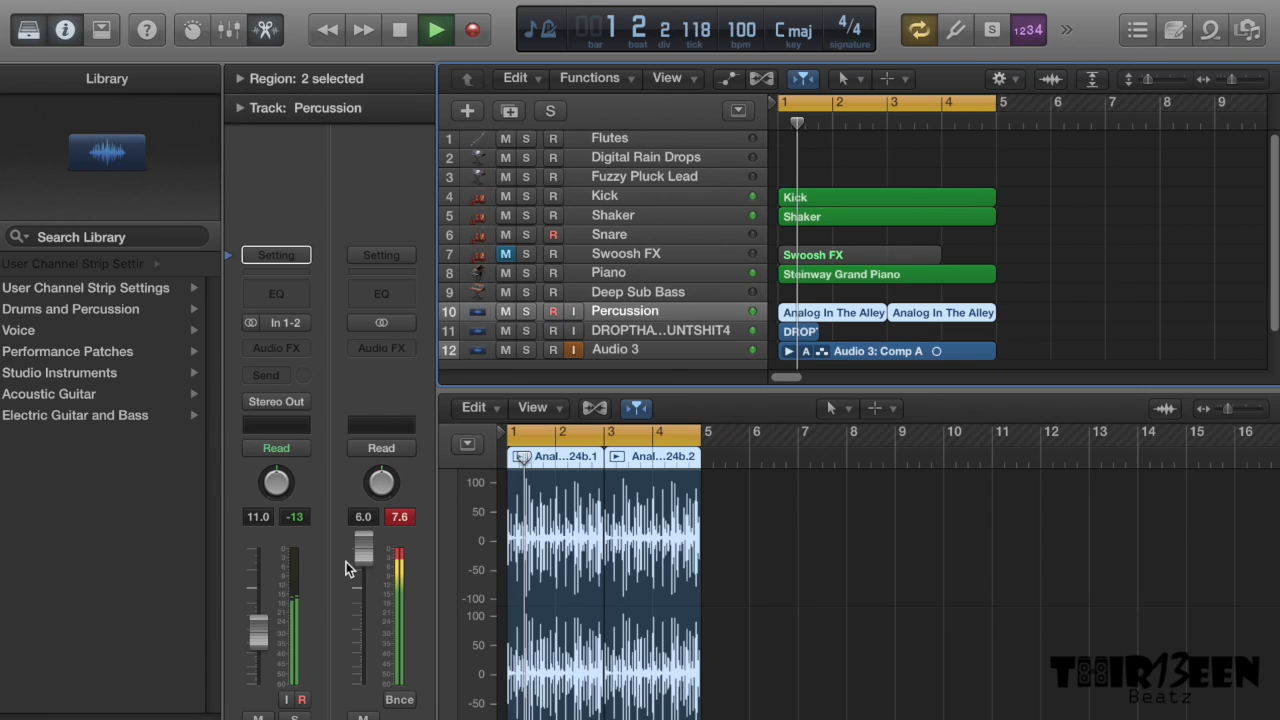 1 2 2 118 100 C maj 4/4
bar beat div tick bpm key signature
S 1234
Library
Region: 2 selected
Track: Percussion
Edit Functions View
S
1 2 3 4 5 6 7 8 9
Search Library
User Channel Strip Settir
User Channel Strip Settings
Drums and Percussion
Voice
Performance Patches
Studio Instruments
Acoustic Guitar
Electric Guitar and Bass
Setting Setting
EQ EQ
In 1-2
Audio FX Audio FX
Send
Stereo Out
Read Read
11.0 -13 6.0 7.6
I R Bnce
M S M
1 M S R Flutes
2 M S R Digital Rain Drops
3 M S R Fuzzy Pluck Lead
4 M S R Kick Kick
5 M S R Shaker Shaker
6 M S R Snare
7 M S R Swoosh FX Swoosh FX
8 M S R Piano Steinway Grand Piano
9 M S R Deep Sub Bass
10 M S R I Percussion Analog In The Alley Analog In The Alley
11 M S R I DROPTHA...UNTSHIT4 DROP
12 M S R I Audio 3 A Audio 3: Comp A
Edit View
1 2 3 4 5 6 7 8 9 10 11 12 13 14 15 16
Anal...24b.1 Anal...24b.2
100
50
0
-50
-100
100
50
0
-50
THIR13EEN
Beatz